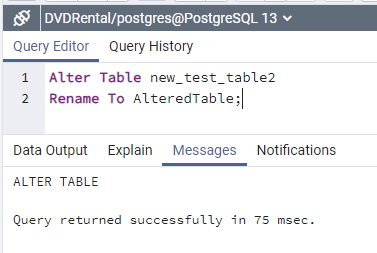 DVDRental/postgres@PostgreSQL 13
Query Editor Query History
1 Alter Table new_test_table2
2 Rename To AlteredTable;
Data Output Explain Messages Notifications
ALTER TABLE
Query returned successfully in 75 msec.